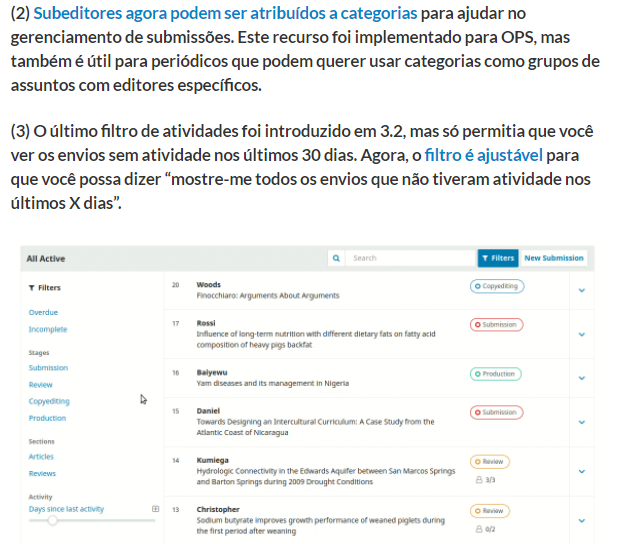 (2) Subeditores agora podem ser atribuídos a categorias para ajudar no
gerenciamento de submissões. Este recurso foi implementado para OPS, mas
também é útil para periódicos que podem querer usar categorias como grupos de
assuntos com editores específicos.
(3) O último filtro de atividades foi introduzido em 3.2, mas só permitia que você
ver os envios sem atividade nos últimos 30 dias. Agora, o filtro é ajustável para
que você possa dizer “mostre-me todos os envios que não tiveram atividade nos
últimos X dias”.
All Active
Search
Filters
New Submission
Filters
Overdue
Incomplete
Stages
Submission
Review
Copyediting
Production
Sections
Articles
Reviews
Activity
Days since last activity
20 Woods Copyediting
Finocchiaro: Arguments About Arguments
17 Rossi Submission
Influence of long-term nutrition with different dietary fats on fatty acid
composition of heavy pigs backfat
16 Baiyewu Production
Yam diseases and its management in Nigeria
15 Daniel Submission
Towards Designing an Intercultural Curriculum: A Case Study from the
Atlantic Coast of Nicaragua
14 Kumiega Review
Hydrologic Connectivity in the Edwards Aquifer between San Marcos Springs
and Barton Springs during 2009 Drought Conditions
3/3
13 Christopher Review
Sodium butyrate improves growth performance of weaned piglets during
the first period after weaning
0/2